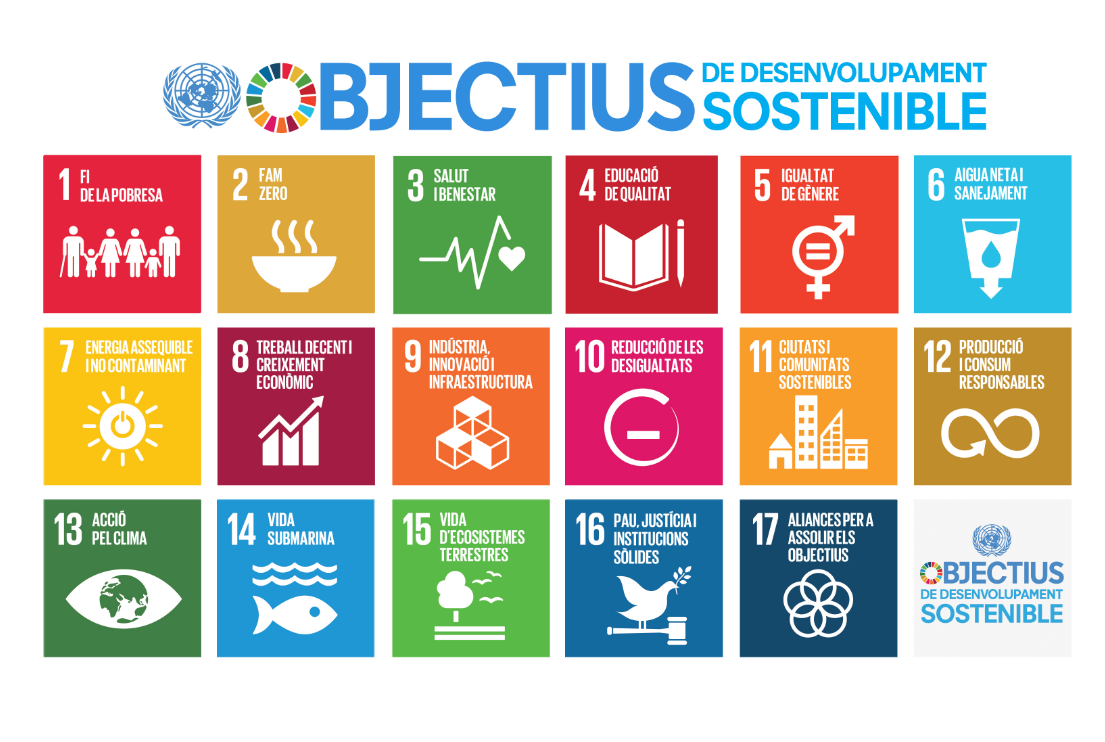 OBJECTIUS
DE DESENVOLUPAMENT
SOSTENIBLE
1 FI
DE LA POBRESA
2 FAM
ZERO
3 SALUT
I BENESTAR
4 EDUCACIÓ
DE QUALITAT
5 IGUALTAT
DE GÈNERE
6 AIGUA NETA I
SANEJAMENT
7 ENERGIA ASSEQUIBLE
I NO CONTAMINANT
8 TREBALL DECENT I
CREIXEMENT
ECONÒMIC
9 INDÚSTRIA,
INNOVACIÓ I
INFRAESTRUCTURA
10 REDUCCIÓ DE LES
DESIGUALTATS
11 CIUTATS I
COMUNITATS
SOSTENIBLES
12 PRODUCCIÓ
I CONSUM
RESPONSABLES
13 ACCIÓ
PEL CLIMA
14 VIDA
SUBMARINA
15 VIDA
D'ECOSISTEMES
TERRESTRES
16 PAU, JUSTÍCIA I
INSTITUCIONS
SÒLIDES
17 ALIANCES PER A
ASSOLIR ELS
OBJECTIUS
OBJECTIUS
DE DESENVOLUPAMENT
SOSTENIBLE